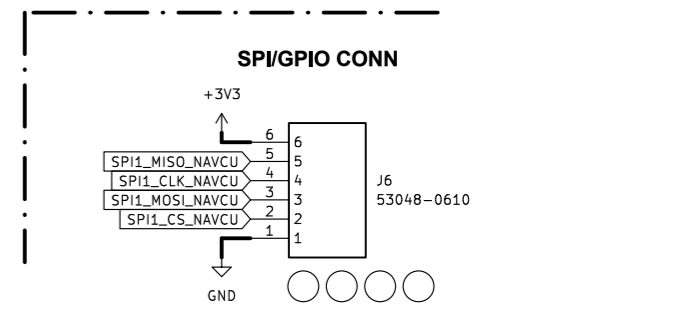 SPI/GPIO CONN
+3V3
6 6
SPI1_MISO_NAVCU 5 5
SPI1_CLK_NAVCU 4 4
J6
SPI1_MOSI_NAVCU 3 3
53048-0610
SPI1_CS_NAVCU 2 2
1 1
GND